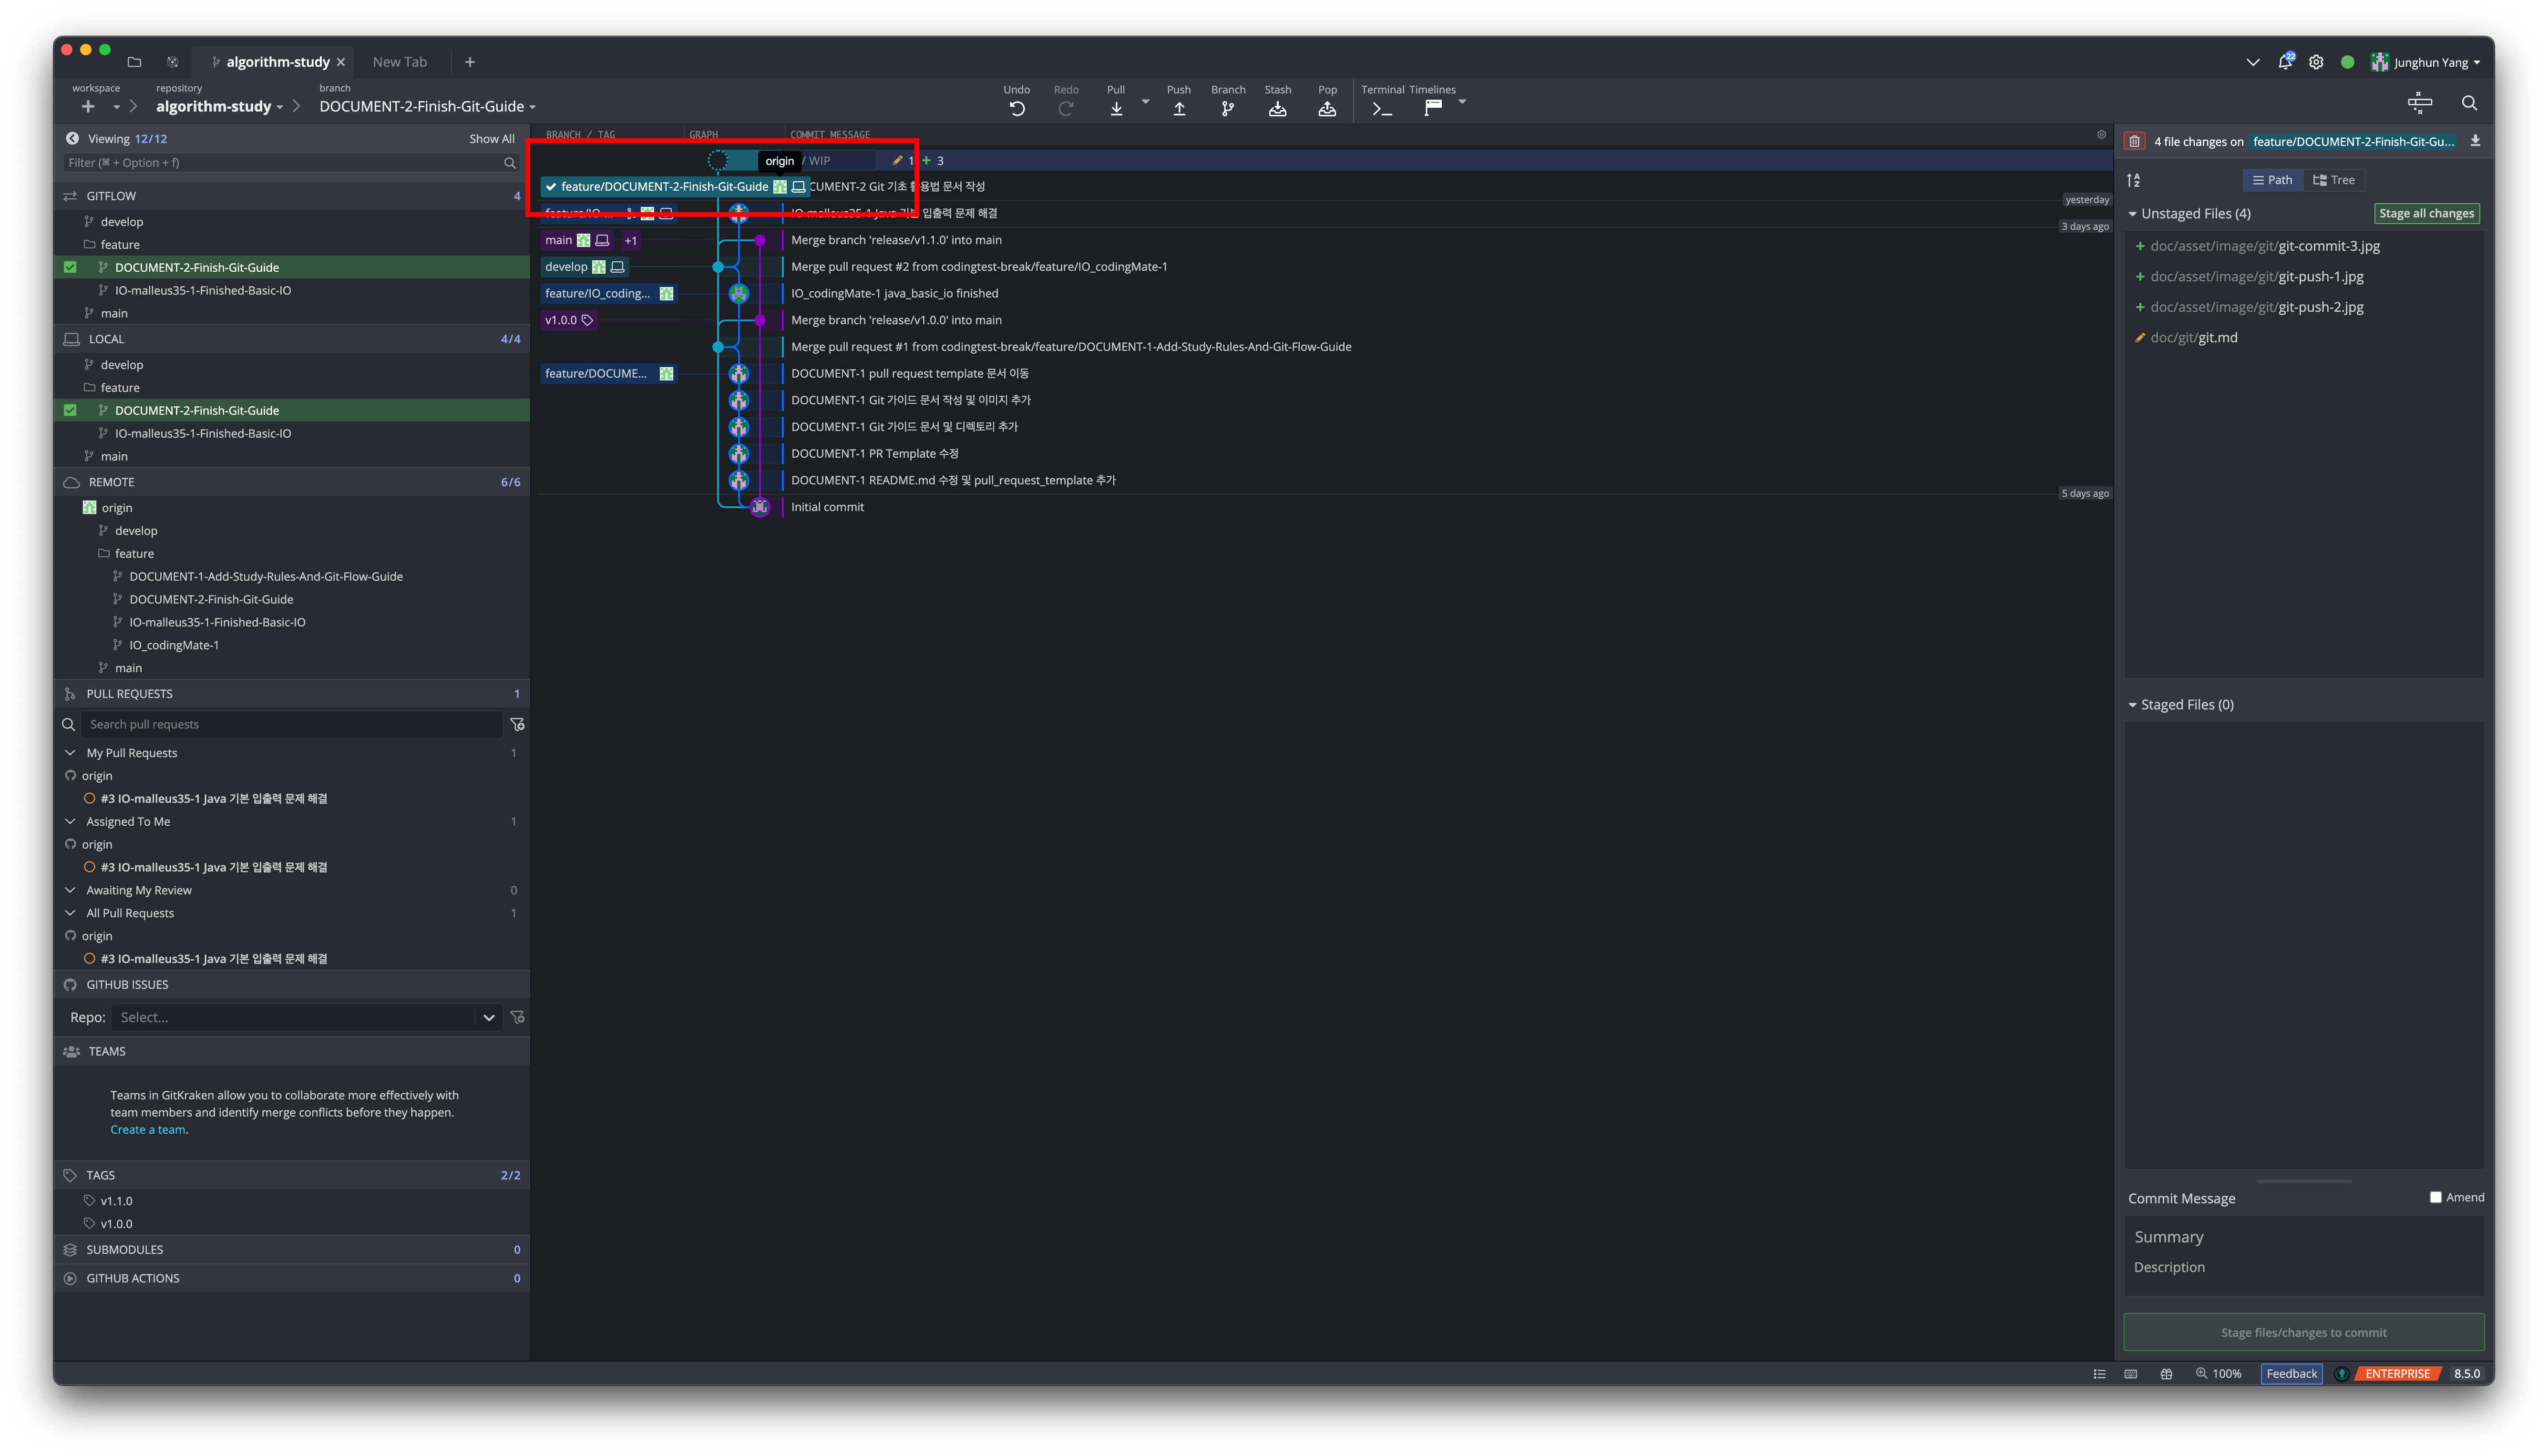 algorithm-study
New Tab
22
Junghun Yang
workspace
repository
branch
algorithm-study
DOCUMENT-2-Finish-Git-Guide
Undo
Redo
Pull
Push
Branch
Stash
Pop
Terminal
Timelines
Viewing 12/12
Show All
Filter (⌘ + Option + f)
GITFLOW 4
develop
feature
DOCUMENT-2-Finish-Git-Guide
IO-malleus35-1-Finished-Basic-IO
main
LOCAL 4/4
develop
feature
DOCUMENT-2-Finish-Git-Guide
IO-malleus35-1-Finished-Basic-IO
main
REMOTE 6/6
origin
develop
feature
DOCUMENT-1-Add-Study-Rules-And-Git-Flow-Guide
DOCUMENT-2-Finish-Git-Guide
IO-malleus35-1-Finished-Basic-IO
IO_codingMate-1
main
PULL REQUESTS 1
Search pull requests
My Pull Requests 1
origin
#3 IO-malleus35-1 Java 기본 입출력 문제 해결
Assigned To Me 1
origin
#3 IO-malleus35-1 Java 기본 입출력 문제 해결
Awaiting My Review 0
All Pull Requests 1
origin
#3 IO-malleus35-1 Java 기본 입출력 문제 해결
GITHUB ISSUES
Repo: Select...
TEAMS
Teams in GitKraken allow you to collaborate more effectively with
team members and identify merge conflicts before they happen.
Create a team.
TAGS 2/2
v1.1.0
v1.0.0
SUBMODULES 0
GITHUB ACTIONS 0
BRANCH / TAG
GRAPH
COMMIT MESSAGE
origin / WIP 1 + 3
feature/DOCUMENT-2-Finish-Git-Guide CUMENT-2 Git 기초 활용법 문서 작성
yesterday
feature/IO ... IO-malleus35-1 Java 기본 입출력 문제 해결
3 days ago
main +1 Merge branch 'release/v1.1.0' into main
develop Merge pull request #2 from codingtest-break/feature/IO_codingMate-1
feature/IO_coding... IO_codingMate-1 java_basic_io finished
v1.0.0 Merge branch 'release/v1.0.0' into main
Merge pull request #1 from codingtest-break/feature/DOCUMENT-1-Add-Study-Rules-And-Git-Flow-Guide
feature/DOCUME... DOCUMENT-1 pull request template 문서 이동
DOCUMENT-1 Git 가이드 문서 작성 및 이미지 추가
DOCUMENT-1 Git 가이드 문서 및 디렉토리 추가
DOCUMENT-1 PR Template 수정
DOCUMENT-1 README.md 수정 및 pull_request_template 추가
5 days ago
Initial commit
4 file changes on feature/DOCUMENT-2-Finish-Git-Gu...
Path
Tree
Unstaged Files (4)
Stage all changes
doc/asset/image/git/git-commit-3.jpg
doc/asset/image/git/git-push-1.jpg
doc/asset/image/git/git-push-2.jpg
doc/git/git.md
Staged Files (0)
Commit Message
Amend
Summary
Description
Stage files/changes to commit
100%
Feedback
ENTERPRISE
8.5.0